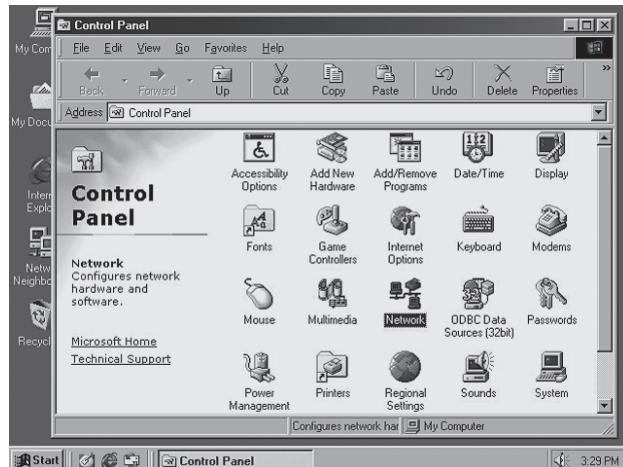 Control Panel
My Com
File Edit View Go Favorites Help
Back Forward Up Cut Copy Paste Undo Delete Properties »
Address Control Panel
My Docu
Intern
Explo
Netw
Neighbo
Recycl
Control
Panel
Network
Configures network
hardware and
software.
Microsoft Home
Technical Support
Accessibility
Options
Add New
Hardware
Add/Remove
Programs
Date/Time
Display
Fonts
Game
Controllers
Internet
Options
Keyboard
Modems
Mouse
Multimedia
Network
ODBC Data
Sources (32bit)
Passwords
Power
Management
Printers
Regional
Settings
Sounds
System
Configures network har My Computer
Start Control Panel 3:29 PM